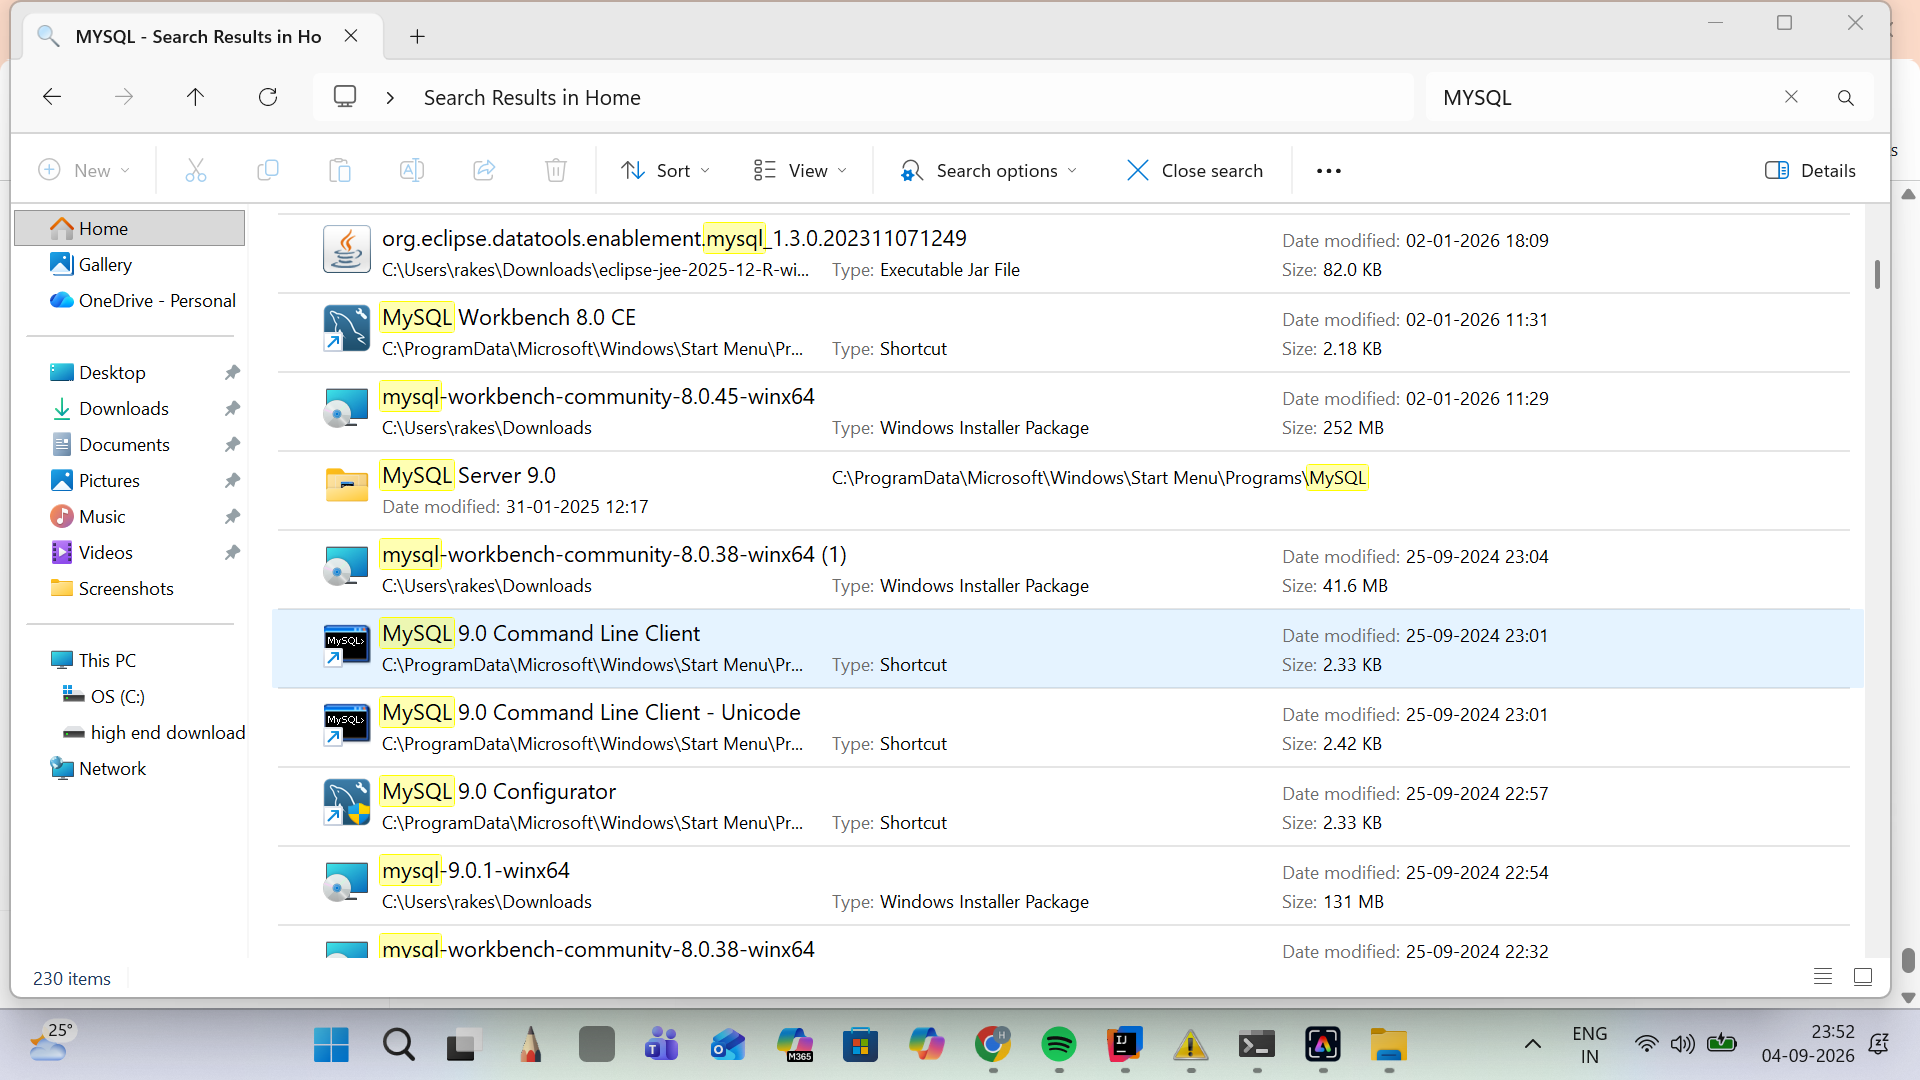 MYSQL - Search Results in Ho
Search Results in Home
MYSQL
New
Sort
View
Search options
Close search
Details
s
Home
Gallery
OneDrive - Personal
Desktop
Downloads
Documents
Pictures
Music
Videos
Screenshots
This PC
OS (C:)
high end download
Network
org.eclipse.datatools.enablement.mysql_1.3.0.202311071249
Date modified: 02-01-2026 18:09
C:\Users\rakes\Downloads\eclipse-jee-2025-12-R-wi... Type: Executable Jar File
Size: 82.0 KB
MySQL Workbench 8.0 CE
Date modified: 02-01-2026 11:31
C:\ProgramData\Microsoft\Windows\Start Menu\Pr... Type: Shortcut
Size: 2.18 KB
mysql-workbench-community-8.0.45-winx64
Date modified: 02-01-2026 11:29
C:\Users\rakes\Downloads Type: Windows Installer Package
Size: 252 MB
MySQL Server 9.0
C:\ProgramData\Microsoft\Windows\Start Menu\Programs\MySQL
Date modified: 31-01-2025 12:17
mysql-workbench-community-8.0.38-winx64 (1)
Date modified: 25-09-2024 23:04
C:\Users\rakes\Downloads Type: Windows Installer Package
Size: 41.6 MB
MySQL>
MySQL 9.0 Command Line Client
Date modified: 25-09-2024 23:01
C:\ProgramData\Microsoft\Windows\Start Menu\Pr... Type: Shortcut
Size: 2.33 KB
MySQL>
MySQL 9.0 Command Line Client - Unicode
Date modified: 25-09-2024 23:01
C:\ProgramData\Microsoft\Windows\Start Menu\Pr... Type: Shortcut
Size: 2.42 KB
MySQL 9.0 Configurator
Date modified: 25-09-2024 22:57
C:\ProgramData\Microsoft\Windows\Start Menu\Pr... Type: Shortcut
Size: 2.33 KB
mysql-9.0.1-winx64
Date modified: 25-09-2024 22:54
C:\Users\rakes\Downloads Type: Windows Installer Package
Size: 131 MB
mysql-workbench-community-8.0.38-winx64
Date modified: 25-09-2024 22:32
230 items
25°
M365
ENG
IN
23:52
04-09-2026